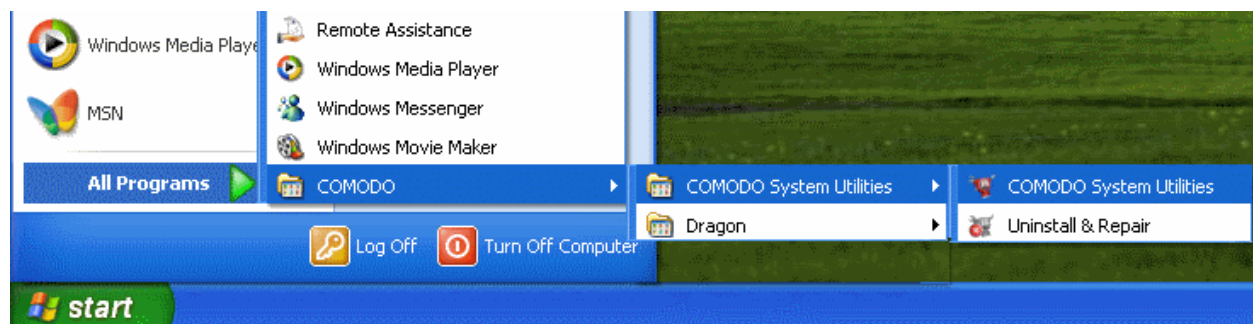 Remote Assistance
Windows Media Playe
Windows Media Player
MSN
Windows Messenger
Windows Movie Maker
All Programs
COMODO
COMODO System Utilities
COMODO System Utilities
Dragon
Uninstall & Repair
Log Off
Turn Off Computer
start